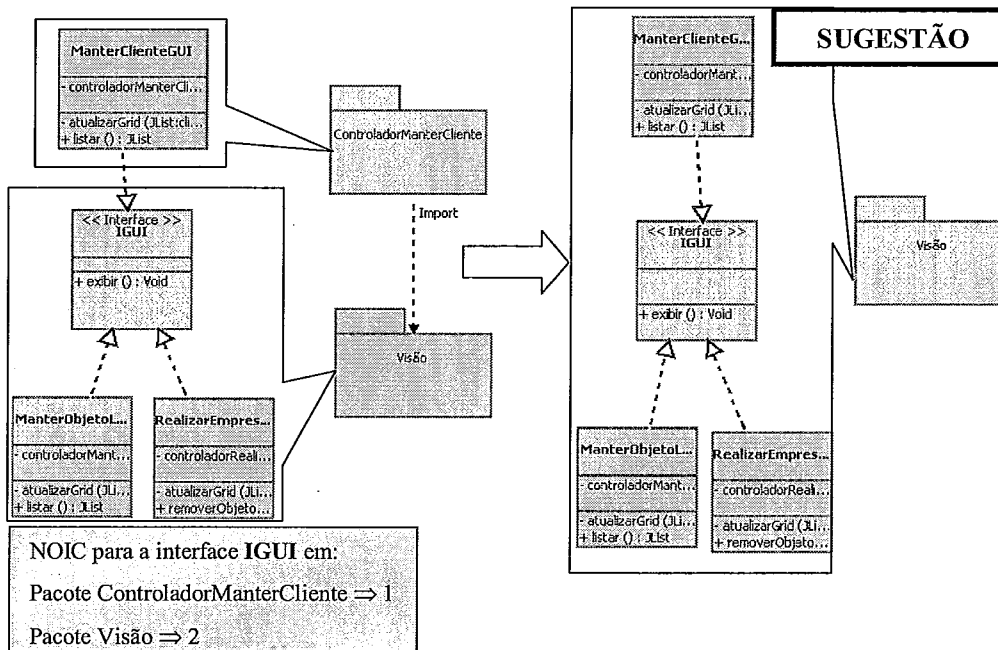 ManterClienteGUI
- controladorManterCli...
- atualizarGrid (JList:cli...
+ listar () : JList
<< Interface >>
IGUI
+ exibir () : Void
ManterObjetoL...
- controladorMant...
- atualizarGrid (JLi...
+ listar () : JList
RealizarEmpres...
- controladorReali...
- atualizarGrid (JLi...
+ removerObjeto...
ControladorManterCliente
Import
Visão
NOIC para a interface IGUI em:
Pacote ControladorManterCliente ⇒ 1
Pacote Visão ⇒ 2
SUGESTÃO
ManterClienteG...
- controladorMant...
- atualizarGrid (JLi...
+ listar () : JList
<< Interface >>
IGUI
+ exibir () : Void
ManterObjetoL...
- controladorMant...
- atualizarGrid (JLi...
+ listar () : JList
RealizarEmpres...
- controladorReali...
- atualizarGrid (JLi...
+ removerObjeto...
Visão